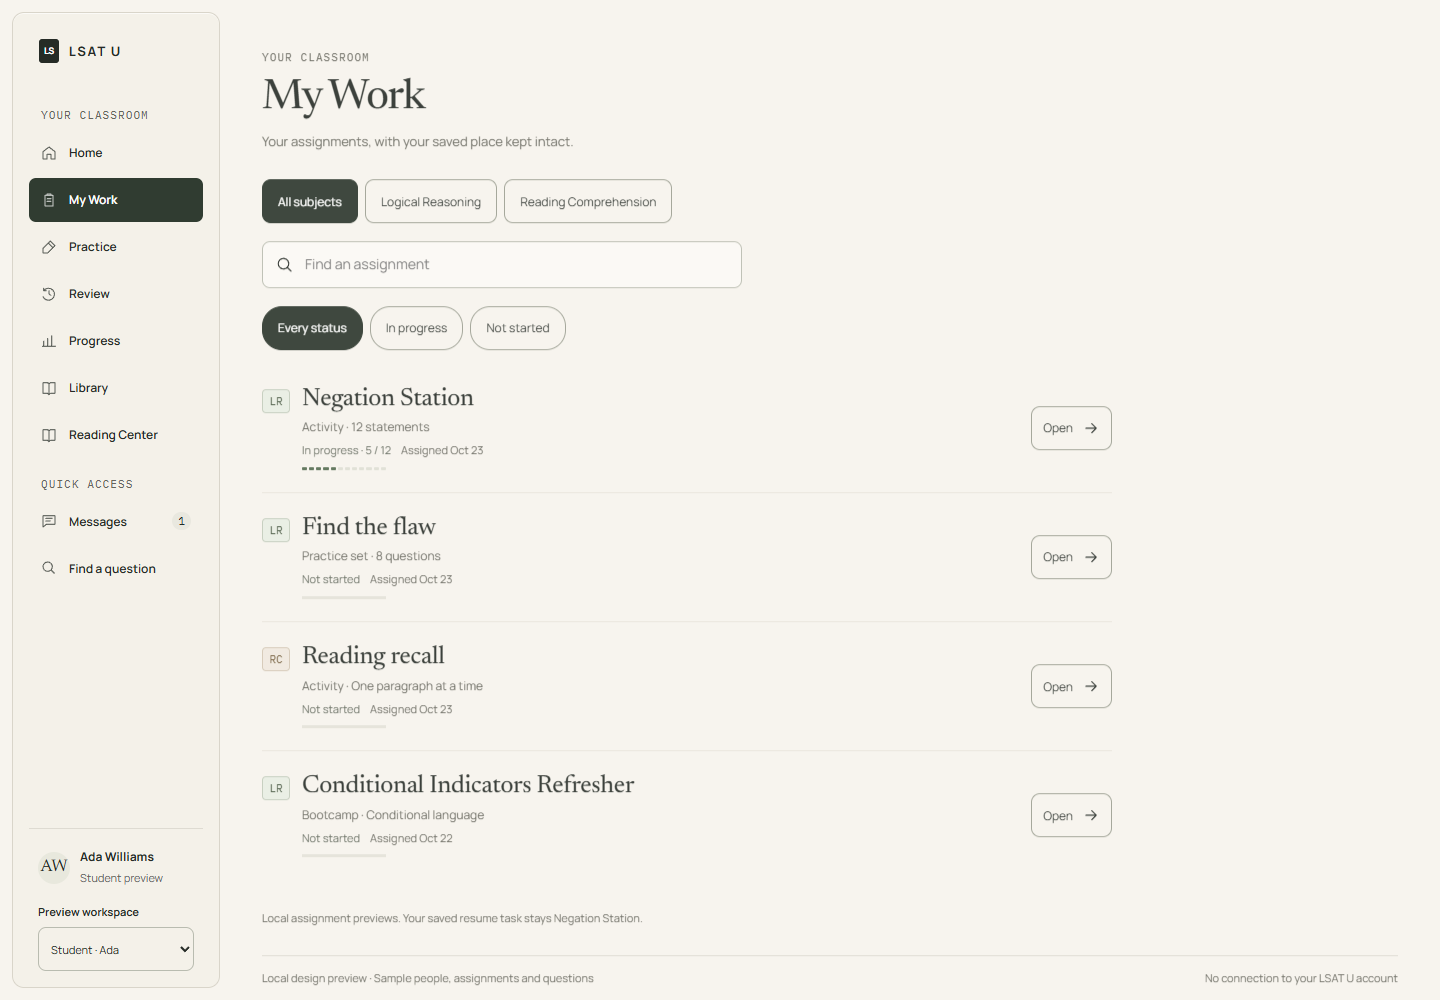 LS LSAT U
YOUR CLASSROOM
Home
My Work
Practice
Review
Progress
Library
Reading Center
QUICK ACCESS
Messages 1
Find a question
AW
Ada Williams
Student preview
Preview workspace
Student · Ada
YOUR CLASSROOM
My Work
Your assignments, with your saved place kept intact.
All subjects Logical Reasoning Reading Comprehension
Find an assignment
Every status In progress Not started
LR Negation Station
Activity · 12 statements
In progress · 5 / 12 Assigned Oct 23
Open
LR Find the flaw
Practice set · 8 questions
Not started Assigned Oct 23
Open
RC Reading recall
Activity · One paragraph at a time
Not started Assigned Oct 23
Open
LR Conditional Indicators Refresher
Bootcamp · Conditional language
Not started Assigned Oct 22
Open
Local assignment previews. Your saved resume task stays Negation Station.
Local design preview · Sample people, assignments and questions No connection to your LSAT U account